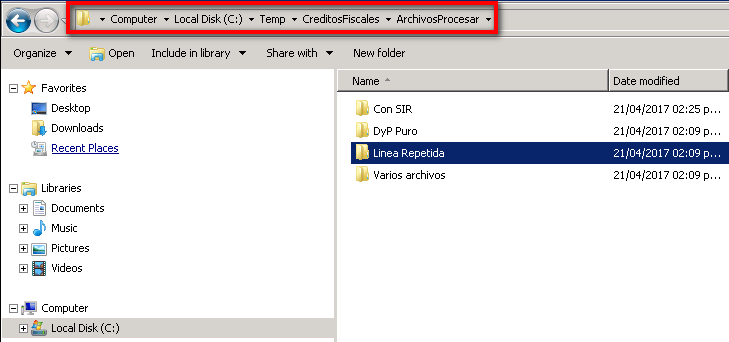 Computer Local Disk (C:) Temp CreditosFiscales ArchivosProcesar
Organize Open Include in library Share with New folder
Favorites
Desktop
Downloads
Recent Places
Libraries
Documents
Music
Pictures
Videos
Computer
Local Disk (C:)
Name Date modified
Con SIR 21/04/2017 02:25 p...
DyP Puro 21/04/2017 02:09 p...
Linea Repetida 21/04/2017 02:09 p...
Varios archivos 21/04/2017 02:09 p...